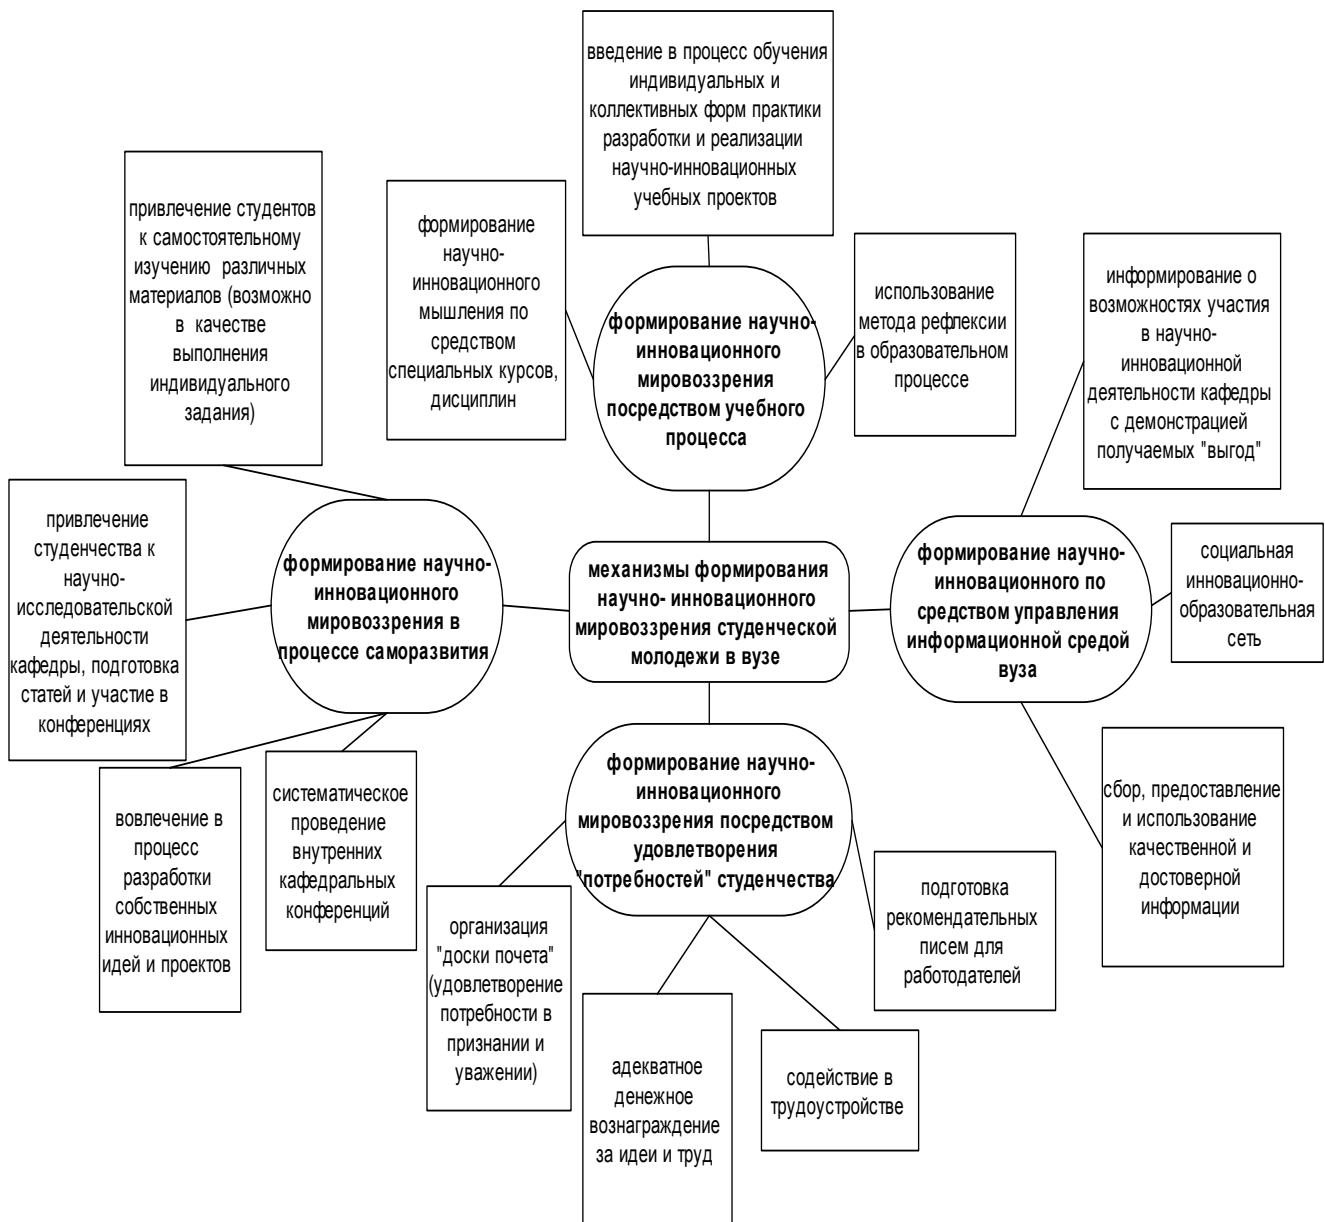 введение в процесс обучения
индивидуальных и
коллективных форм практики
разработки и реализации
научно-инновационных
учебных проектов
привлечение студентов
к самостоятельному
изучению различных
материалов (возможно
в качестве
выполнения
индивидуального
задания)
формирование
научно-
инновационного
мышления по
средством
специальных курсов,
дисциплин
формирование научно-
инновационного
мировоззрения
посредством учебного
процесса
использование
метода рефлексии
в образовательном
процессе
информирование о
возможностях участия
в научно-
инновационной
деятельности кафедры
с демонстрацией
получаемых "выгод"
привлечение
студенчества к
научно-
исследовательской
деятельности
кафедры, подготовка
статей и участие в
конференциях
формирование научно-
инновационного
мировоззрения в
процессе саморазвития
механизмы формирования
научно- инновационного
мировоззрения студенческой
молодежи в вузе
формирование научно-
инновационного по
средством управления
информационной средой
вуза
социальная
инновационно-
образовательная
сеть
вовлечение в
процесс
разработки
собственных
инновационных
идей и проектов
систематическое
проведение
внутренних
кафедральных
конференций
формирование научно-
инновационного
мировоззрения посредством
удовлетворения
"потребностей" студенчества
сбор, предоставление
и использование
качественной и
достоверной
информации
организация
"доски почета"
(удовлетворение
потребности в
признании и
уважении)
адекватное
денежное
вознаграждение
за идеи и труд
содействие в
трудоустройстве
подготовка
рекомендательных
писем для
работодателей